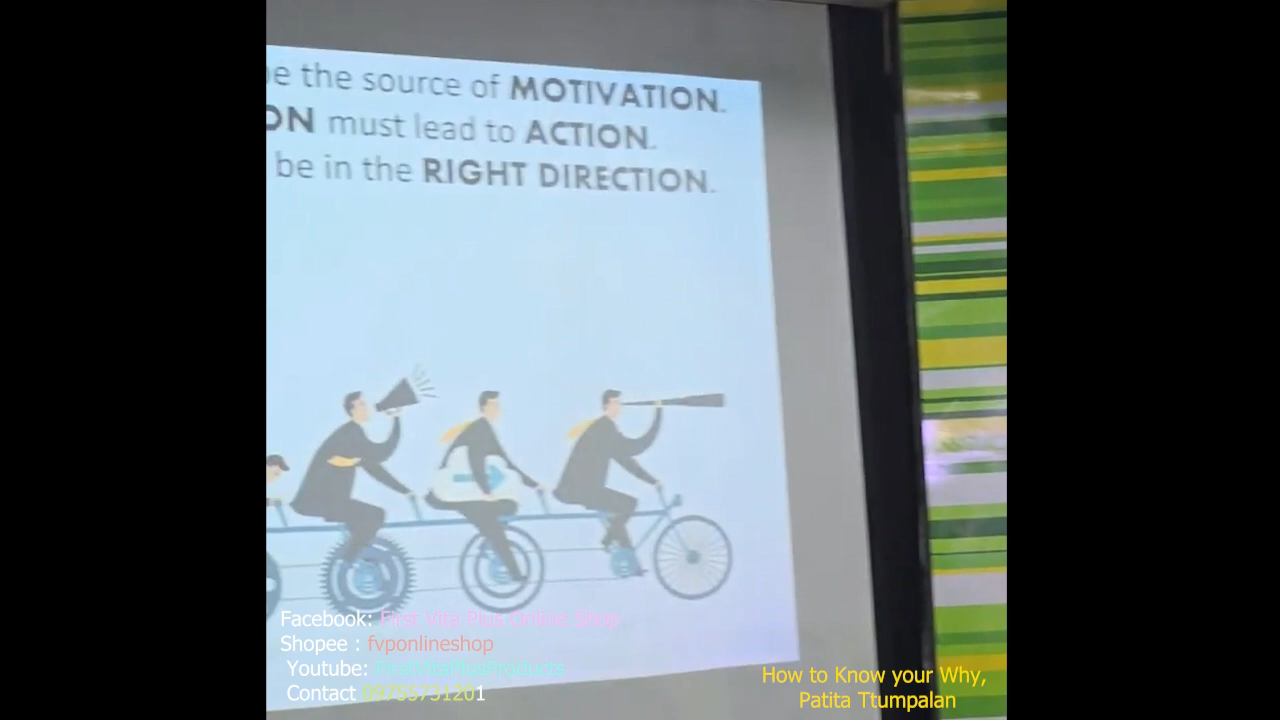 be the source of MOTIVATION.
ON must lead to ACTION.
be in the RIGHT DIRECTION.
Facebook: First Vita Plus Online Shop
Shopee : fvponlineshop
Youtube: FirstVitaPlusProducts
Contact 09755731201
How to Know your Why,
Patita Ttumpalan